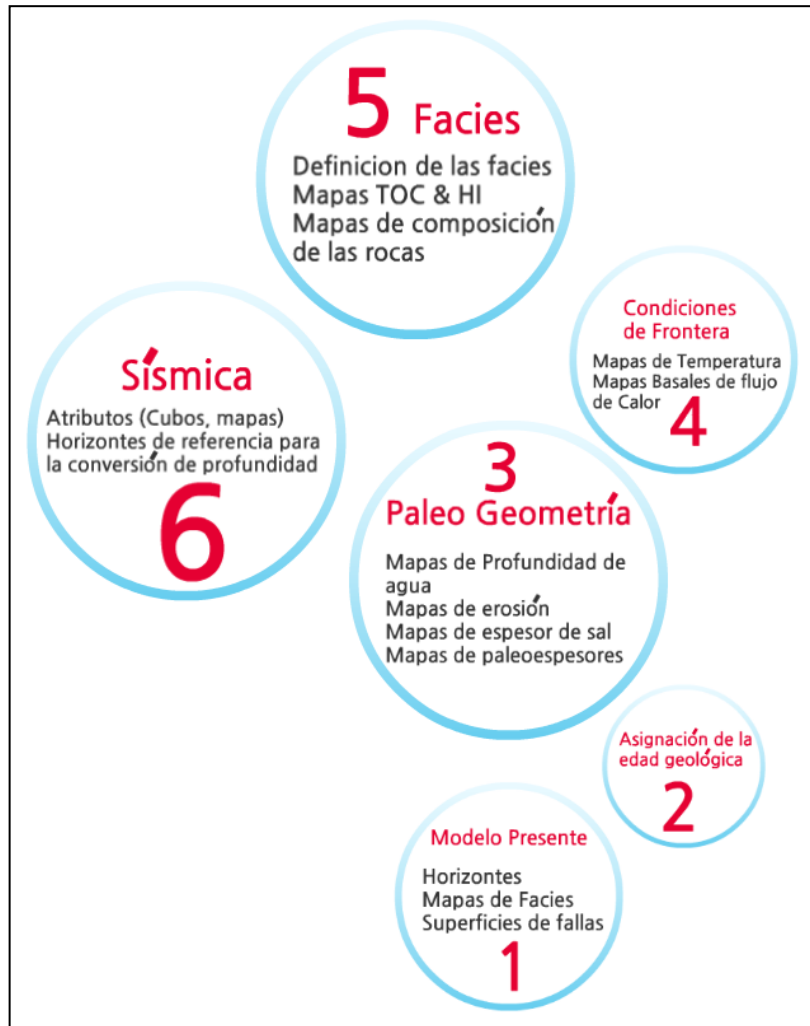 5 Facies
Definicion de las facies
Mapas TOC & HI
Mapas de composición
de las rocas
Condiciones
de Frontera
Mapas de Temperatura
Mapas Basales de flujo
de Calor
4
Sísmica
Atributos (Cubos, mapas)
Horizontes de referencia para
la conversión de profundidad
6
3
Paleo Geometría
Mapas de Profundidad de
agua
Mapas de erosión
Mapas de espesor de sal
Mapas de paleoespesores
Asignación de la
edad geológica
2
Modelo Presente
Horizontes
Mapas de Facies
Superficies de fallas
1